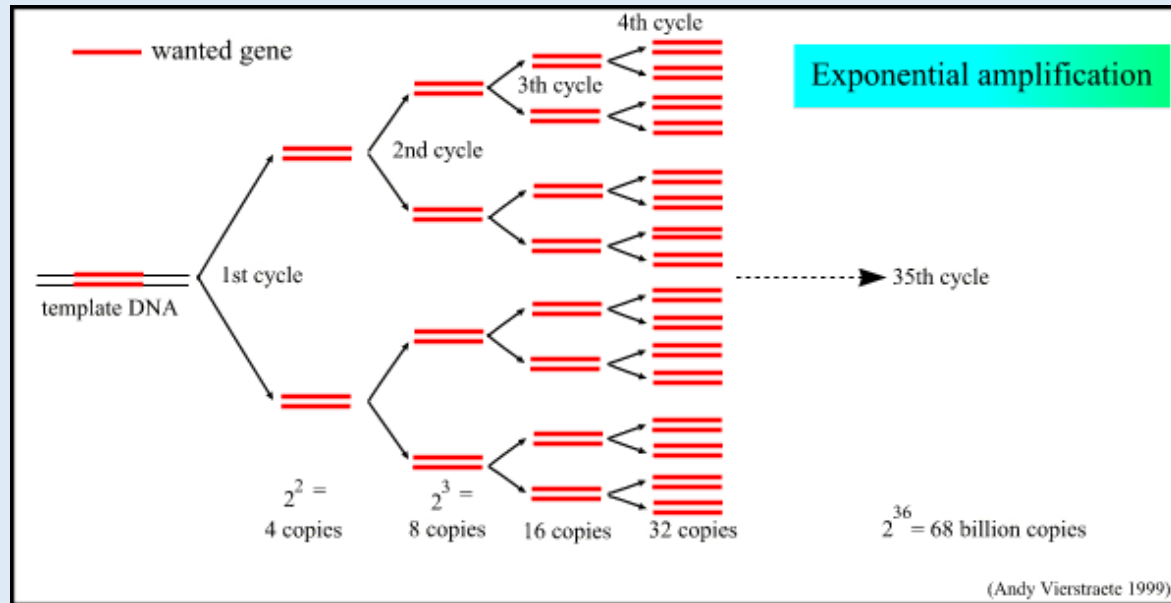 wanted gene
4th cycle
Exponential amplification
3th cycle
2nd cycle
1st cycle
template DNA
35th cycle
2^2 =
4 copies
2^3 =
8 copies
16 copies
32 copies
2^36 = 68 billion copies
(Andy Vierstraete 1999)